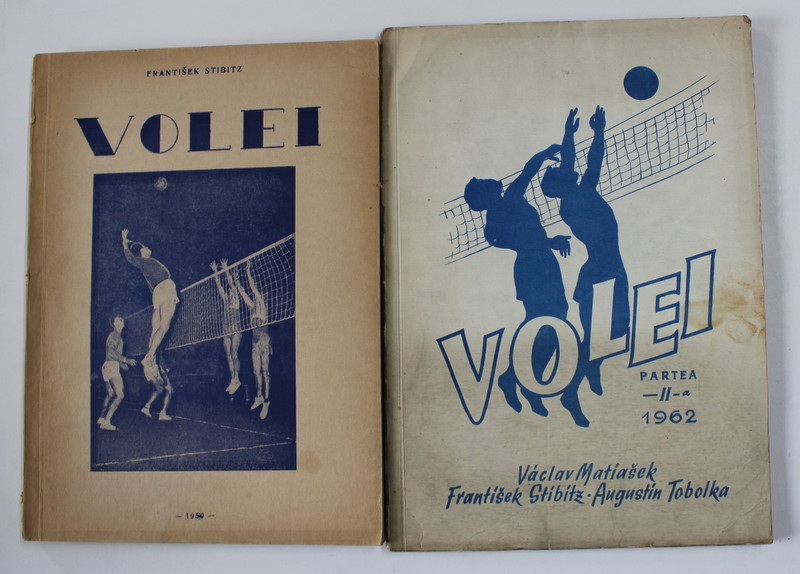 FRANTIŠEK STIBITZ
VOLEI
VOLEI
PARTEA
—II-a
1962
Václav Matiašek
František Stibitz · Augustin Tobolka